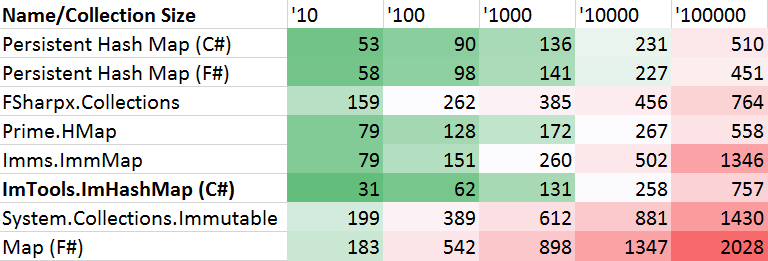 Name/Collection Size '10 '100 '1000 '10000 '100000
Persistent Hash Map (C#) 53 90 136 231 510
Persistent Hash Map (F#) 58 98 141 227 451
FSharpx.Collections 159 262 385 456 764
Prime.HMap 79 128 172 267 558
Imms.ImmMap 79 151 260 502 1346
ImTools.ImHashMap (C#) 31 62 131 258 757
System.Collections.Immutable 199 389 612 881 1430
Map (F#) 183 542 898 1347 2028